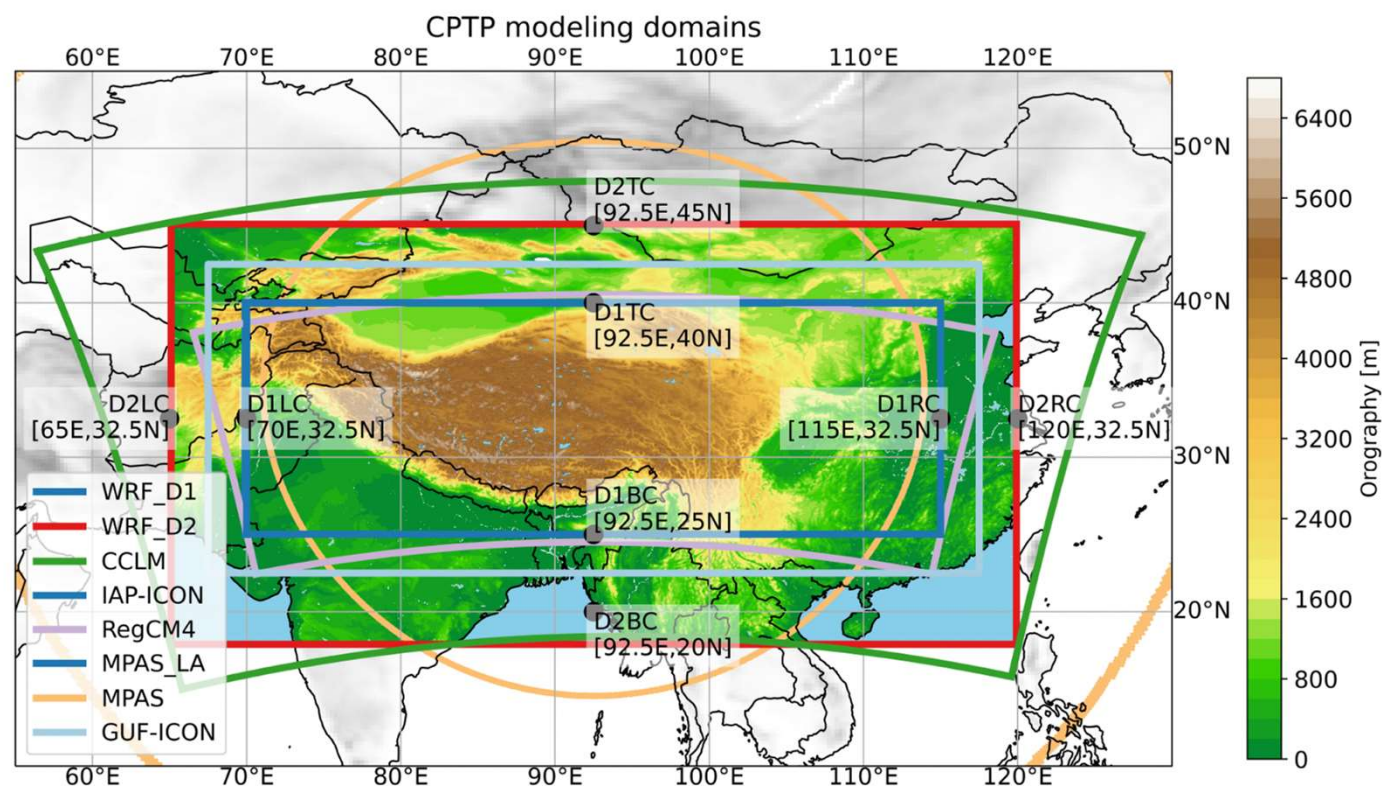 CPTP modeling domains
60°E 70°E 80°E 90°E 100°E 110°E 120°E
50°N
40°N
30°N
20°N
D2TC
[92.5E,45N]
D1TC
[92.5E,40N]
D2LC
[65E,32.5N]
D1LC
[70E,32.5N]
D1RC
[115E,32.5N]
D2RC
[120E,32.5N]
D1BC
[92.5E,25N]
D2BC
[92.5E,20N]
WRF_D1
WRF_D2
CCLM
IAP-ICON
RegCM4
MPAS_LA
MPAS
GUF-ICON
60°E 70°E 80°E 90°E 100°E 110°E 120°E
6400
5600
4800
4000
3200
2400
1600
800
0
Orography [m]